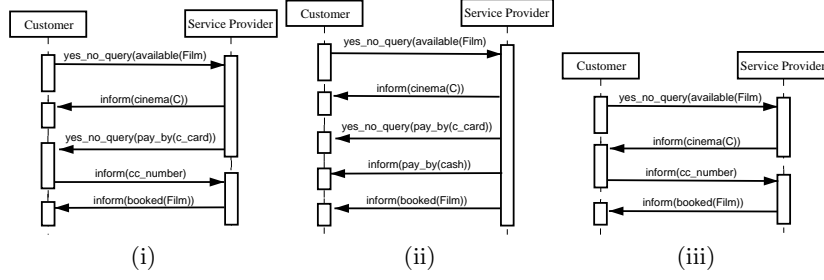 Customer
Service Provider
yes_no_query(available(Film)
inform(cinema(C))
yes_no_query(pay_by(c_card))
inform(cc_number)
inform(booked(Film))
(i)
Customer
Service Provider
yes_no_query(available(Film)
inform(cinema(C))
yes_no_query(pay_by(c_card))
inform(pay_by(cash))
inform(booked(Film))
(ii)
Customer
Service Provider
yes_no_query(available(Film)
inform(cinema(C))
inform(cc_number)
inform(booked(Film))
(iii)